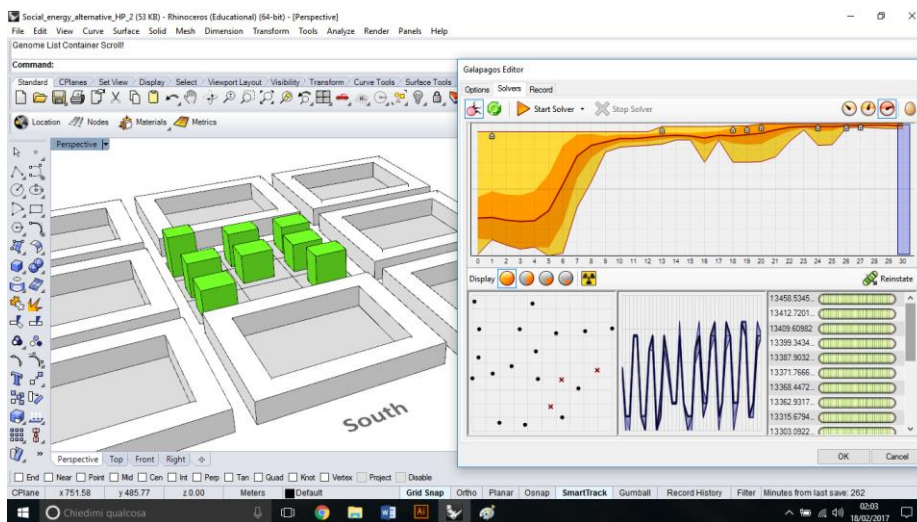 Social_energy_alternative_HP_2 (53 KB) - Rhinoceros (Educational) (64-bit) - [Perspective]
File Edit View Curve Surface Solid Mesh Dimension Transform Tools Analyze Render Panels Help
Genome List Container Scroll!
Command:
Standard CPlanes Set View Display Select Viewport Layout Visibility Transform Curve Tools Surface Tools
Location Nodes Materials Metrics
Perspective
South
Galapagos Editor
Options Solvers Record
Start Solver Stop Solver
0 1 2 3 4 5 6 7 8 9 10 11 12 13 14 15 16 17 18 19 20 21 22 23 24 25 26 27 28 29 30
Display Reinstate
13458.5345...
13412.7201...
13409.60982
13399.3434...
13387.9032...
13371.7666...
13368.4472...
13362.9317...
13315.6794...
13303.0922...
OK Cancel
Perspective Top Front Right
End Near Point Mid Cen Int Perp Tan Quad Knot Vertex Project Disable
CPlane x751.58 y485.77 z0.00 Meters Default Grid Snap Ortho Planar Osnap SmartTrack Gumball Record History Filter Minutes from last save: 262
Chiedimi qualcosa
02:03
18/02/2017